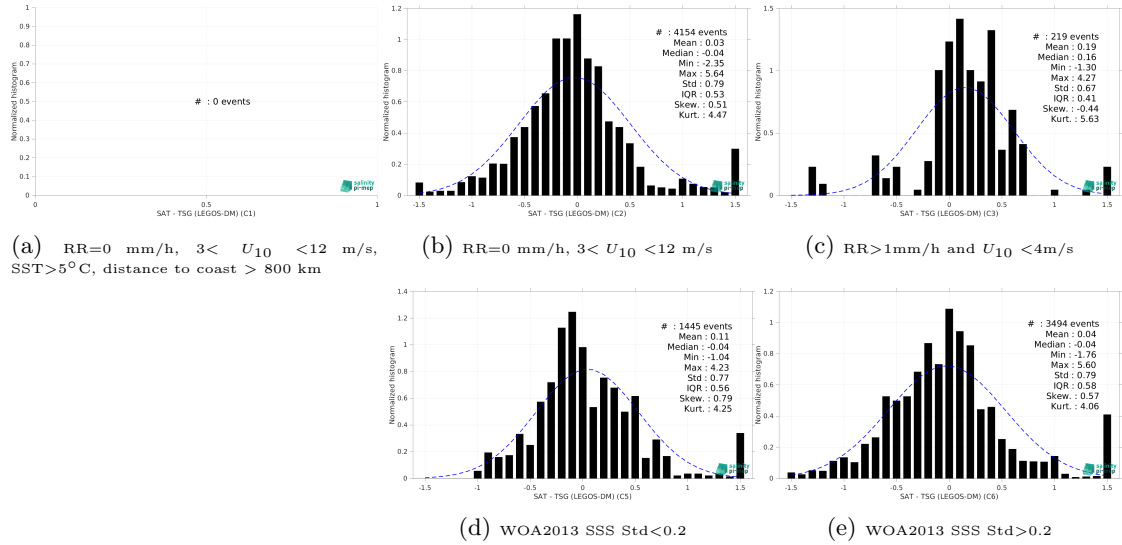 1
0.9
0.8
0.7
0.6
0.5
0.4
0.3
0.2
0.1
0
Normalized histogram
# : 0 events
0 0.5 1
SAT - TSG (LEGOS-DM) (C1)
(a) RR=0 mm/h, 3< U10 <12 m/s,
SST>5°C, distance to coast > 800 km
1.2
1
0.8
0.6
0.4
0.2
0
Normalized histogram
# : 4154 events
Mean : 0.03
Median : -0.04
Min : -2.35
Max : 5.64
Std : 0.79
IQR : 0.53
Skew. : 0.51
Kurt. : 4.47
-1.5 -1 -0.5 0 0.5 1 1.5
SAT - TSG (LEGOS-DM) (C2)
(b) RR=0 mm/h, 3< U10 <12 m/s
1.5
1
0.5
0
Normalized histogram
# : 219 events
Mean : 0.19
Median : 0.16
Min : -1.30
Max : 4.27
Std : 0.67
IQR : 0.41
Skew. : -0.44
Kurt. : 5.63
-1.5 -1 -0.5 0 0.5 1 1.5
SAT - TSG (LEGOS-DM) (C3)
(c) RR>1mm/h and U10 <4m/s
1.4
1.2
1
0.8
0.6
0.4
0.2
0
Normalized histogram
# : 1445 events
Mean : 0.11
Median : -0.04
Min : -1.04
Max : 4.23
Std : 0.77
IQR : 0.56
Skew. : 0.79
Kurt. : 4.25
-1.5 -1 -0.5 0 0.5 1 1.5
SAT - TSG (LEGOS-DM) (C5)
(d) WOA2013 SSS Std<0.2
1.2
1
0.8
0.6
0.4
0.2
0
Normalized histogram
# : 3494 events
Mean : 0.04
Median : -0.04
Min : -1.76
Max : 5.60
Std : 0.79
IQR : 0.58
Skew. : 0.57
Kurt. : 4.06
-1.5 -1 -0.5 0 0.5 1 1.5
SAT - TSG (LEGOS-DM) (C6)
(e) WOA2013 SSS Std>0.2